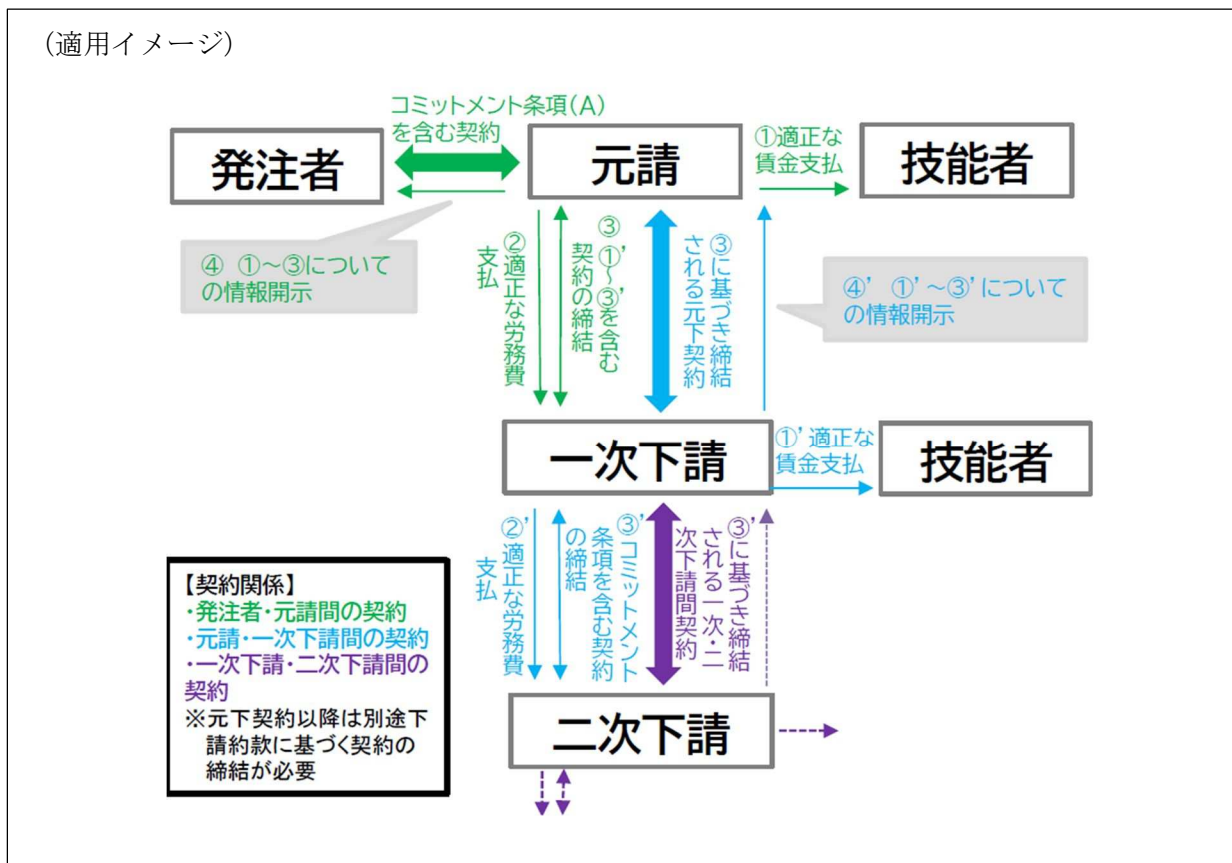 （適用イメージ）
コミットメント条項(A)
を含む契約
発注者
元請
①適正な
賃金支払
技能者
④　①～③について
の情報開示
②適正な労務費
支払
③　①’～③’を含む
契約の締結
③に基づき締結
される元下契約
④’　①’～③’について
の情報開示
一次下請
①’適正な
賃金支払
技能者
②’適正な労務費
支払
③’コミットメント
条項を含む契約
の締結
③’に基づき締結
される一次・二
次下請間契約
【契約関係】
・発注者・元請間の契約
・元請・一次下請間の契約
・一次下請・二次下請間の
契約
※元下契約以降は別途下
請約款に基づく契約の
締結が必要
二次下請